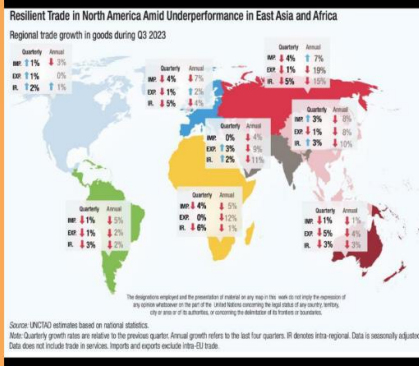 Resilient Trade in North America Amid Underperformance in East Asia and Africa
Regional trade growth in goods during Q3 2023
Quarterly Annual
IMP. ⬆1% ⬇3%
EXP. ⬆1% 0%
IR. ⬆2% ⬆1%
Quarterly Annual
IMP. ⬇4% ⬇7%
EXP. ⬇1% ⬆2%
IR. ⬇5% ⬇4%
Quarterly Annual
IMP. ⬇4% ⬆7%
EXP. ⬇1% ⬇19%
IR. ⬇5% ⬇15%
Quarterly Annual
IMP. 0% ⬇4%
EXP. ⬆3% ⬇9%
IR. ⬆2% ⬇11%
Quarterly Annual
IMP. ⬆3% ⬇8%
EXP. ⬇1% ⬇8%
IR. ⬆3% ⬇10%
Quarterly Annual
IMP. ⬇1% ⬇5%
EXP. ⬇1% ⬇2%
IR. ⬇3% ⬇2%
Quarterly Annual
IMP. ⬇4% ⬇5%
EXP. 0% ⬇12%
IR. ⬇6% ⬇1%
Quarterly Annual
IMP. ⬇1% ⬇1%
EXP. ⬇5% ⬇4%
IR. ⬇3% ⬇3%
The designations employed and the presentation of material on any map in this work do not imply the expression of
any opinion whatsoever on the part of the United Nations concerning the legal status of any country, territory,
city or area or of its authorities, or concerning the delimitation of its frontiers or boundaries.
Source: UNCTAD estimates based on national statistics.
Note: Quarterly growth rates are relative to the previous quarter. Annual growth refers to the last four quarters. IR denotes intra-regional. Data is seasonally adjusted
Data does not include trade in services. Imports and exports exclude intra-EU trade.